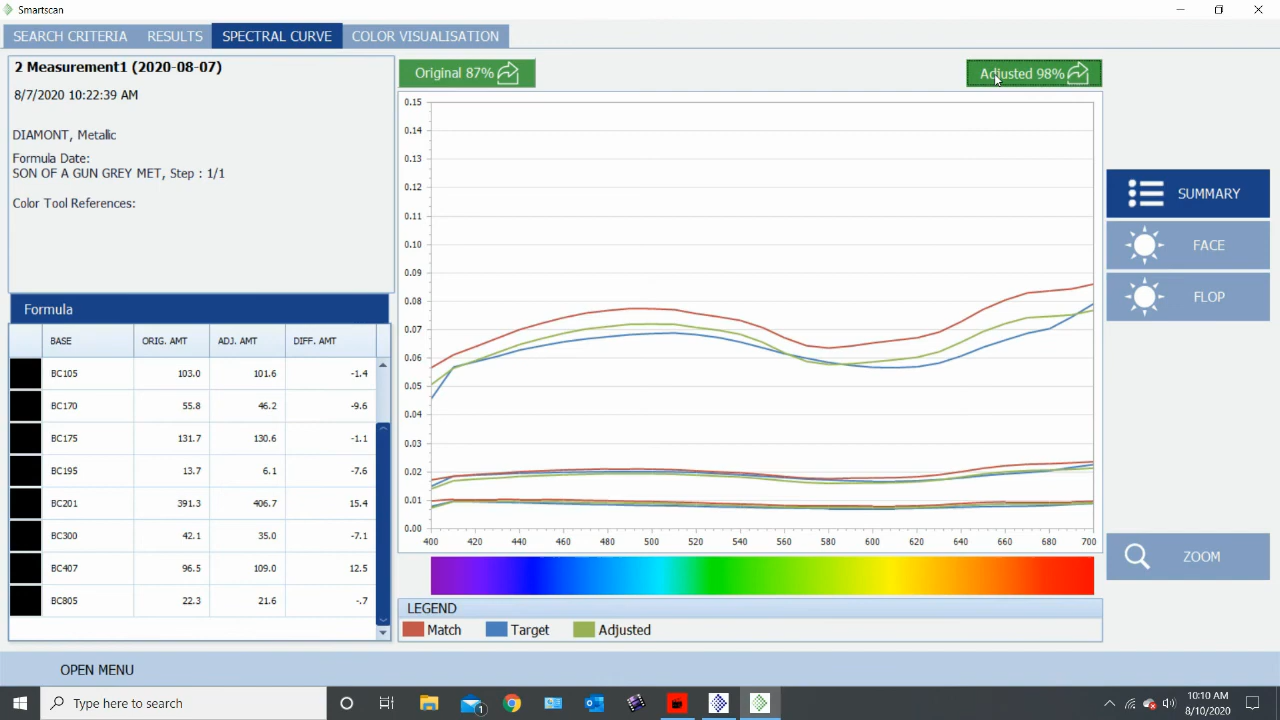 Smartscan
SEARCH CRITERIA RESULTS SPECTRAL CURVE COLOR VISUALISATION
2 Measurement1 (2020-08-07)
8/7/2020 10:22:39 AM
DIAMONT, Metallic
Formula Date:
SON OF A GUN GREY MET, Step : 1/1
Color Tool References:
Formula
BASE ORIG. AMT ADJ. AMT DIFF. AMT
BC105 103.0 101.6 -1.4
BC170 55.8 46.2 -9.6
BC175 131.7 130.6 -1.1
BC195 13.7 6.1 -7.6
BC201 391.3 406.7 15.4
BC300 42.1 35.0 -7.1
BC407 96.5 109.0 12.5
BC805 22.3 21.6 -.7
Original 87% Adjusted 98%
0.15
0.14
0.13
0.12
0.11
0.10
0.09
0.08
0.07
0.06
0.05
0.04
0.03
0.02
0.01
0.00
400 420 440 460 480 500 520 540 560 580 600 620 640 660 680 700
LEGEND
Match Target Adjusted
SUMMARY
FACE
FLOP
ZOOM
OPEN MENU
Type here to search
1
10:10 AM
8/10/2020